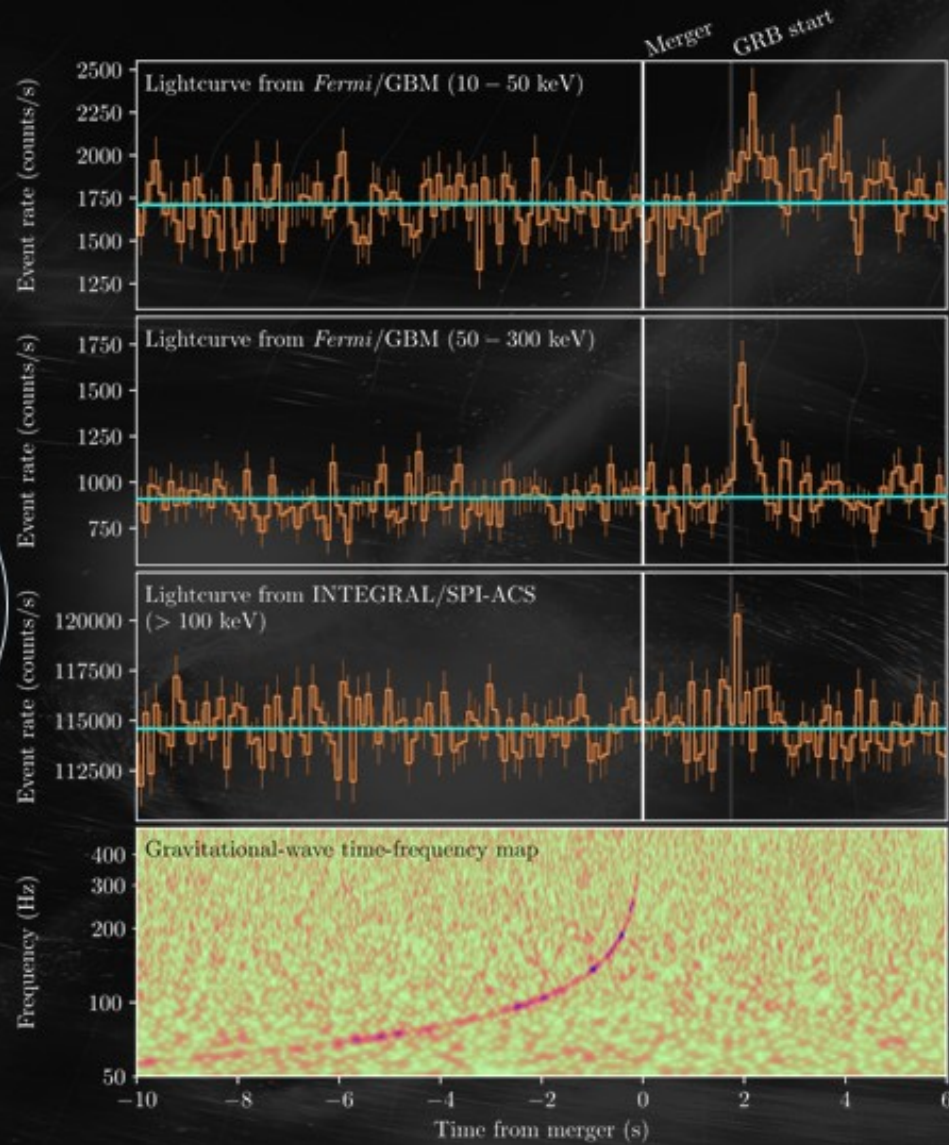 Merger GRB start
Lightcurve from Fermi/GBM (10 − 50 keV)
Event rate (counts/s)
2500
2250
2000
1750
1500
1250
Lightcurve from Fermi/GBM (50 − 300 keV)
Event rate (counts/s)
1750
1500
1250
1000
750
Lightcurve from INTEGRAL/SPI-ACS
(> 100 keV)
Event rate (counts/s)
120000
117500
115000
112500
Gravitational-wave time-frequency map
Frequency (Hz)
400
300
200
100
50
−10 −8 −6 −4 −2 0 2 4 6
Time from merger (s)